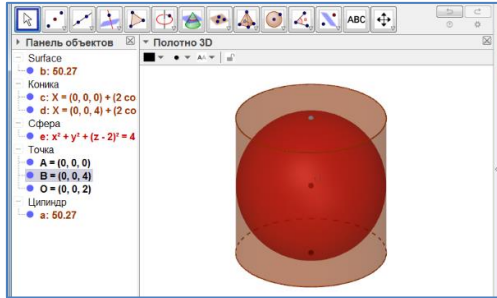 ABC
Панель объектов
Полотно 3D
Surface
b: 50.27
Коника
c: X = (0, 0, 0) + (2 co
d: X = (0, 0, 4) + (2 co
Сфера
e: x² + y² + (z - 2)² = 4
Точка
A = (0, 0, 0)
B = (0, 0, 4)
O = (0, 0, 2)
Цилиндр
a: 50.27